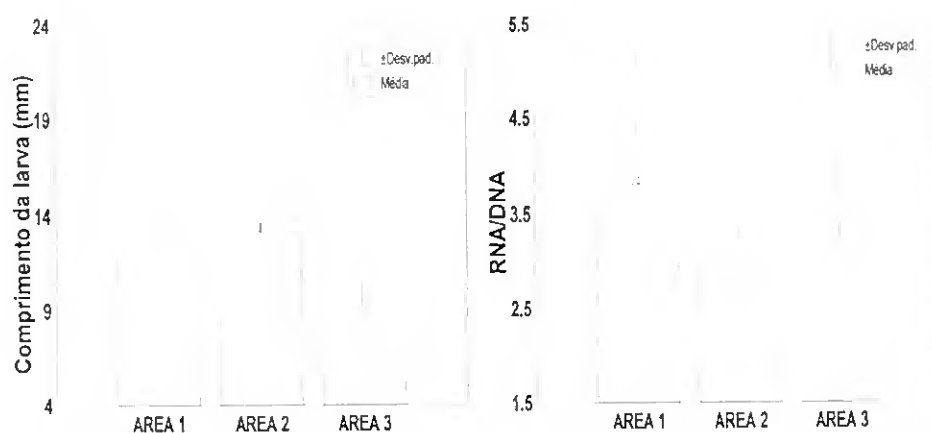 Comprimento da larva (mm)
24
19
14
9
4
±Desv.pad.
Média
AREA 1 AREA 2 AREA 3
RNA/DNA
5.5
4.5
3.5
2.5
1.5
±Desv.pad.
Média
AREA 1 AREA 2 AREA 3